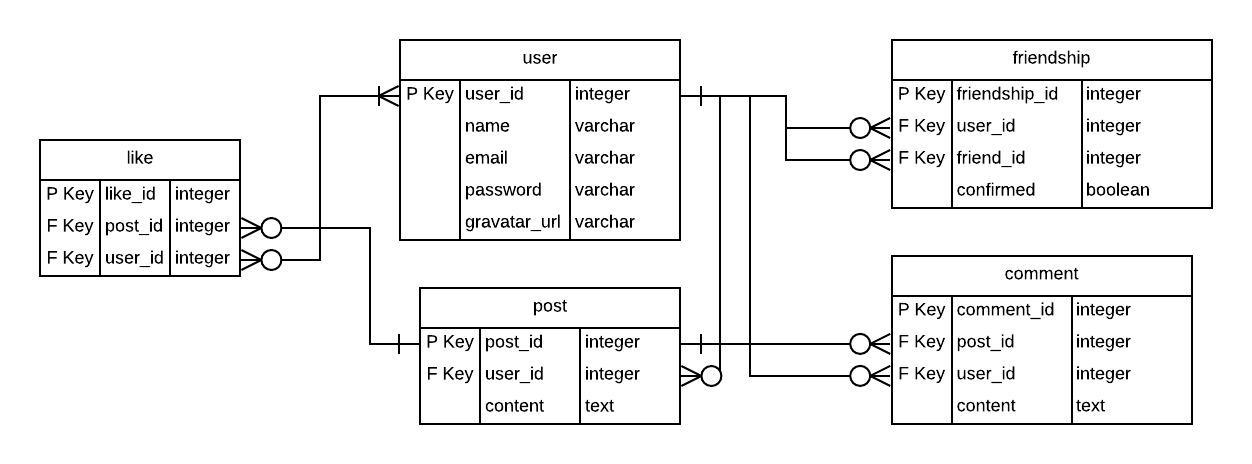 user
P Key user_id integer
name varchar
email varchar
password varchar
gravatar_url varchar
friendship
P Key friendship_id integer
F Key user_id integer
F Key friend_id integer
confirmed boolean
like
P Key like_id integer
F Key post_id integer
F Key user_id integer
post
P Key post_id integer
F Key user_id integer
content text
comment
P Key comment_id integer
F Key post_id integer
F Key user_id integer
content text